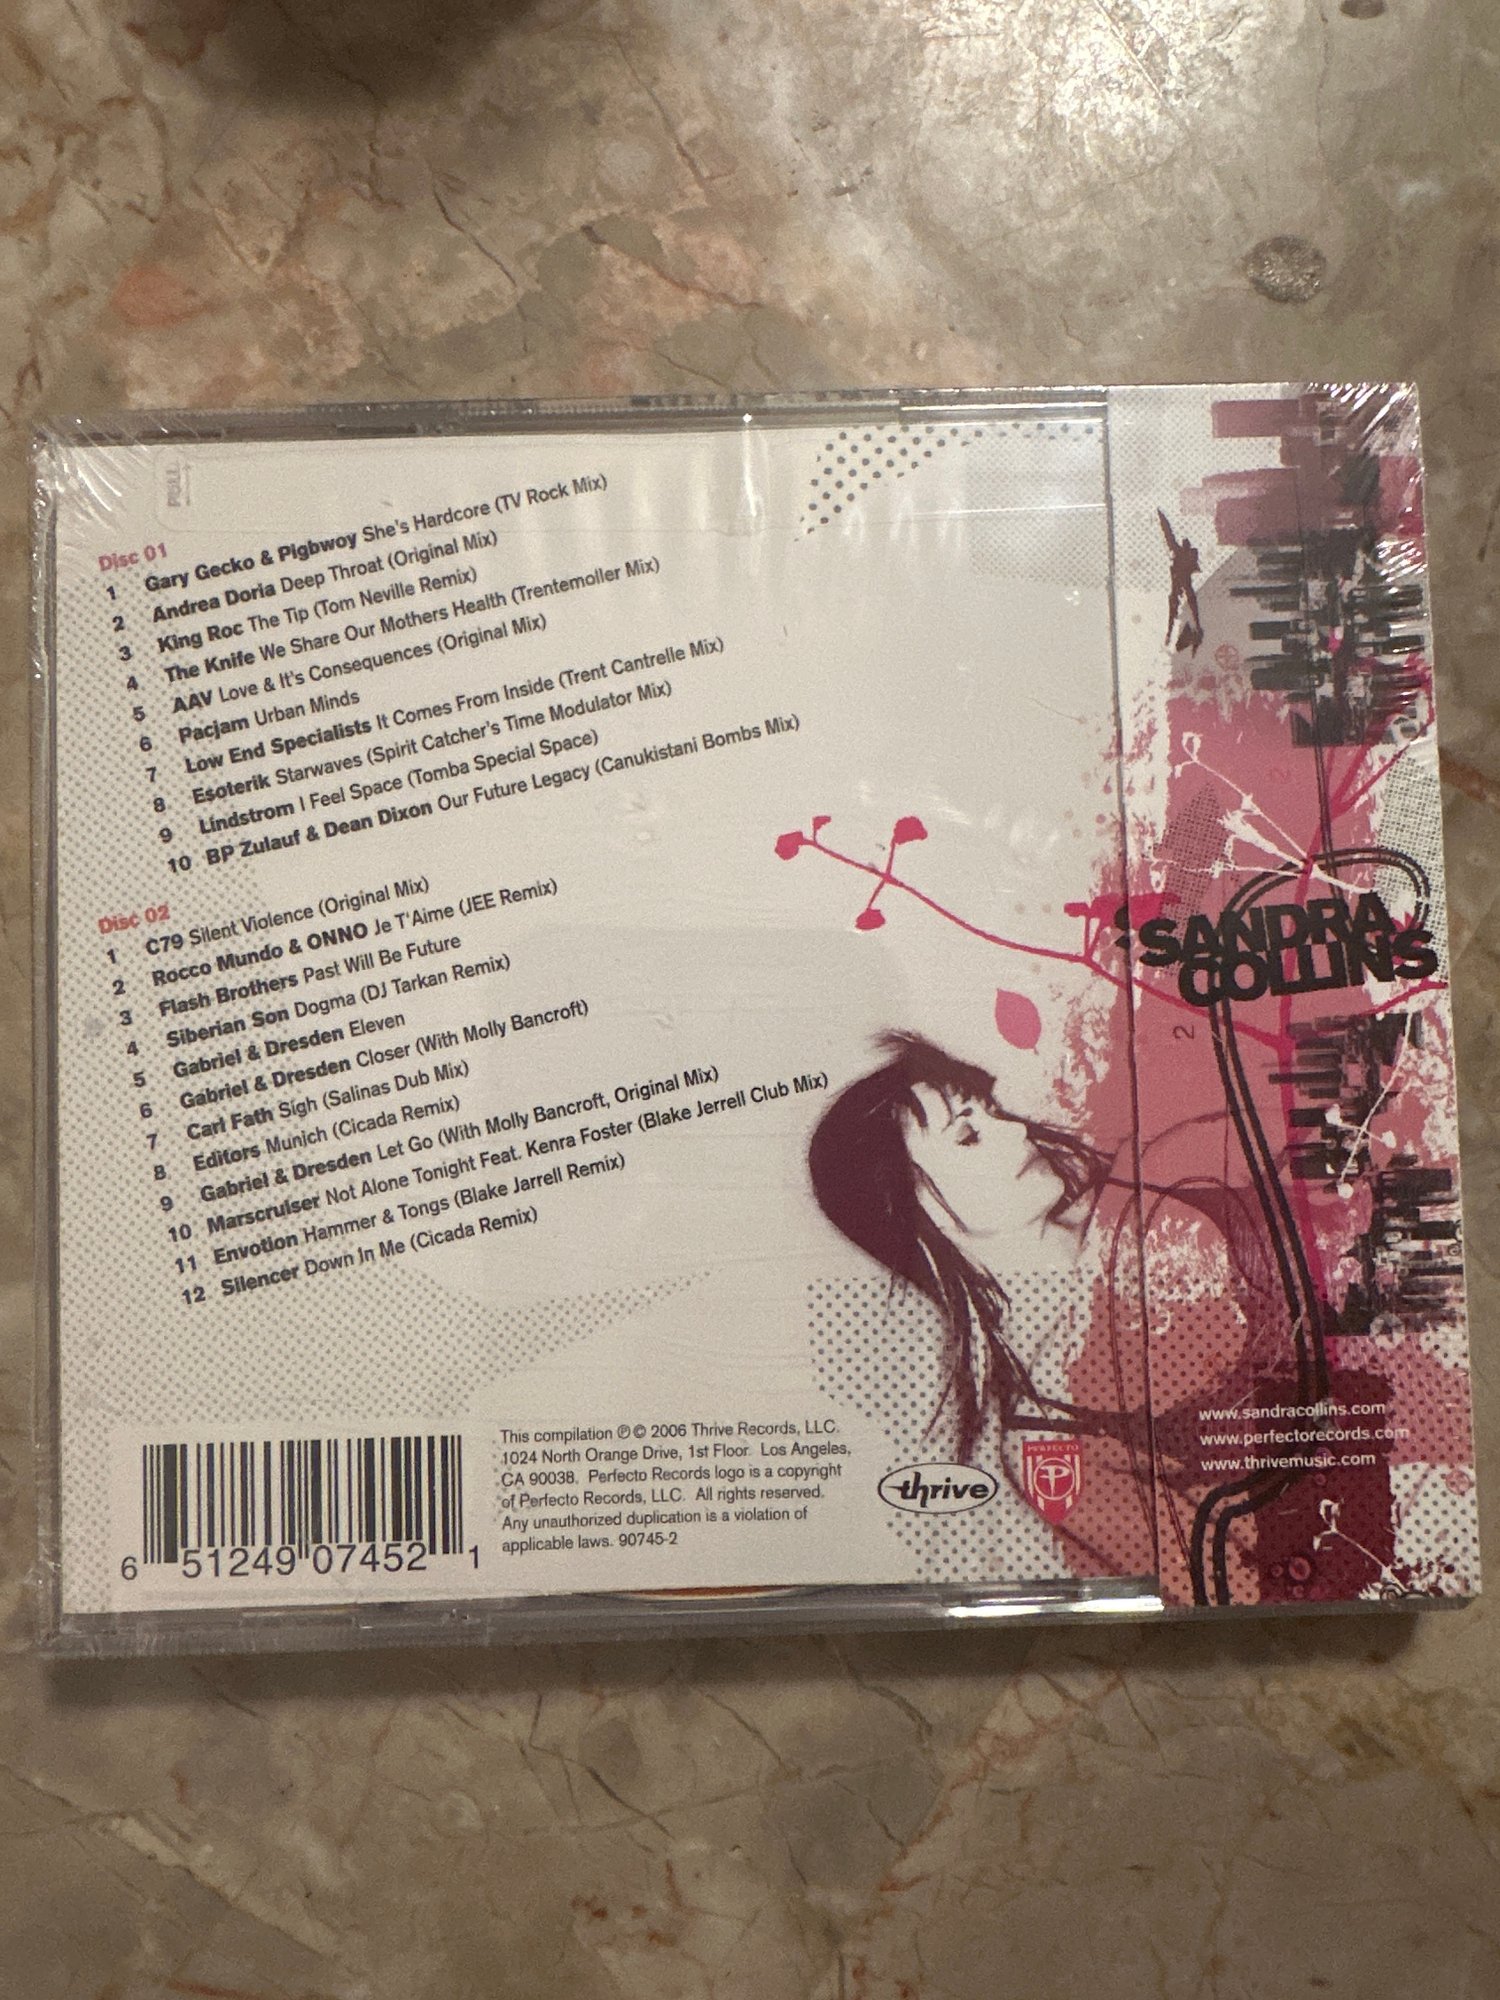 PULL
Disc 01
1 Gary Gecko & Pigbwoy She's Hardcore (TV Rock Mix)
2 Andrea Doria Deep Throat (Original Mix)
3 King Roc The Tip (Tom Neville Remix)
4 The Knife We Share Our Mothers Health (Trentemoller Mix)
5 AAV Love & It's Consequences (Original Mix)
6 Pacjam Urban Minds
7 Low End Specialists It Comes From Inside (Trent Cantrelle Mix)
8 Esoterik Starwaves (Spirit Catcher's Time Modulator Mix)
9 Lindstrom I Feel Space (Tomba Special Space)
10 BP Zulauf & Dean Dixon Our Future Legacy (Canukistani Bombs Mix)
Disc 02
1 C79 Silent Violence (Original Mix)
2 Rocco Mundo & ONNO Je T'Aime (JEE Remix)
3 Flash Brothers Past Will Be Future
4 Siberian Son Dogma (DJ Tarkan Remix)
5 Gabriel & Dresden Eleven
6 Gabriel & Dresden Closer (With Molly Bancroft)
7 Carl Fath Sigh (Salinas Dub Mix)
8 Editors Munich (Cicada Remix)
9 Gabriel & Dresden Let Go (With Molly Bancroft, Original Mix)
10 Marscruiser Not Alone Tonight Feat. Kenra Foster (Blake Jerrell Club Mix)
11 Envotion Hammer & Tongs (Blake Jarrell Remix)
12 Silencer Down In Me (Cicada Remix)
SANDRA
COLLINS
2
www.sandracollins.com
www.perfectorecords.com
www.thrivemusic.com
This compilation ℗ © 2006 Thrive Records, LLC.
1024 North Orange Drive, 1st Floor Los Angeles,
CA 90038. Perfecto Records logo is a copyright
of Perfecto Records, LLC. All rights reserved.
Any unauthorized duplication is a violation of
applicable laws. 90745-2
thrive
PERFECTO
6 51249 07452 1